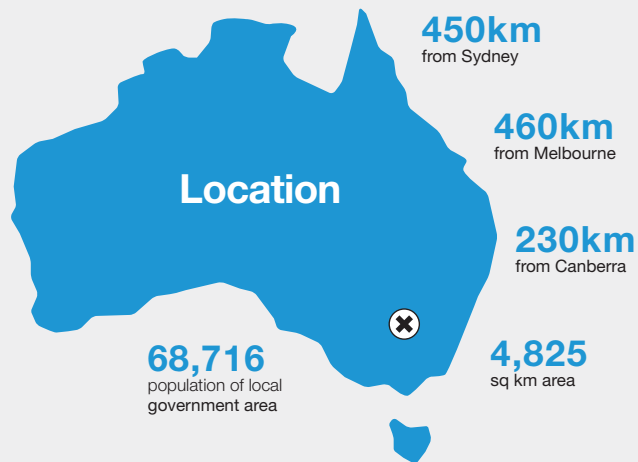 450km
from Sydney
460km
from Melbourne
Location
230km
from Canberra
68,716
population of local
government area
4,825
sq km area